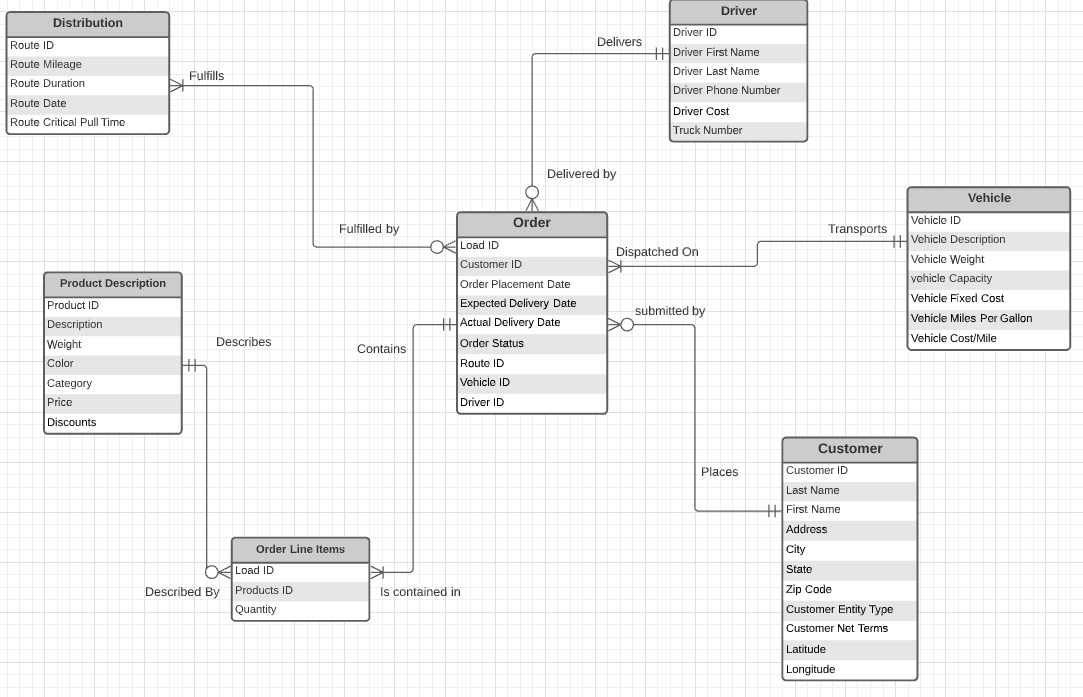 Distribution
Route ID
Route Mileage
Route Duration
Route Date
Route Critical Pull Time
Fulfills
Driver
Driver ID
Driver First Name
Driver Last Name
Driver Phone Number
Driver Cost
Truck Number
Delivers
Delivered by
Fulfilled by
Order
Load ID
Customer ID
Order Placement Date
Expected Delivery Date
Actual Delivery Date
Order Status
Route ID
Vehicle ID
Driver ID
Dispatched On
Transports
Vehicle
Vehicle ID
Vehicle Description
Vehicle Weight
vehicle Capacity
Vehicle Fixed Cost
Vehicle Miles Per Gallon
Vehicle Cost/Mile
submitted by
Places
Product Description
Product ID
Description
Weight
Color
Category
Price
Discounts
Describes
Contains
Customer
Customer ID
Last Name
First Name
Address
City
State
Zip Code
Customer Entity Type
Customer Net Terms
Latitude
Longitude
Order Line Items
Load ID
Products ID
Quantity
Described By
Is contained in